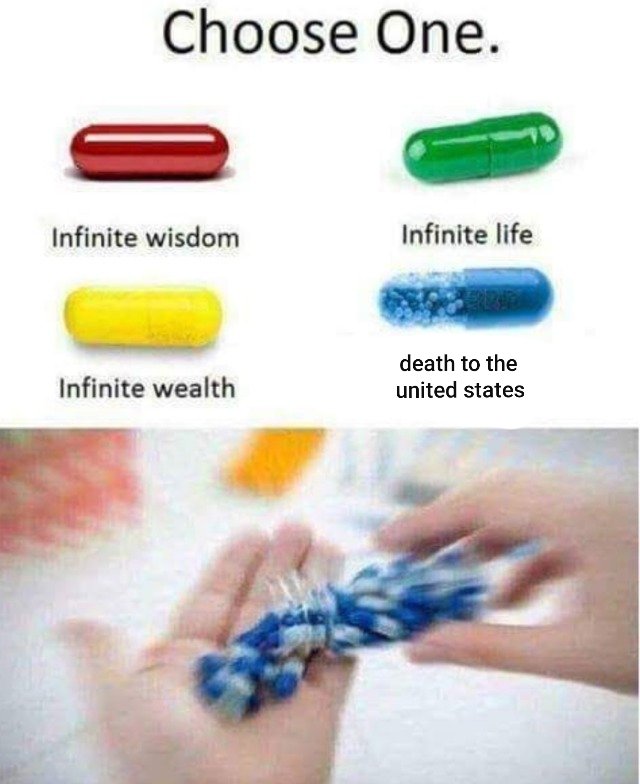 Choose One.
Infinite wisdom
Infinite life
Infinite wealth
death to the
united states